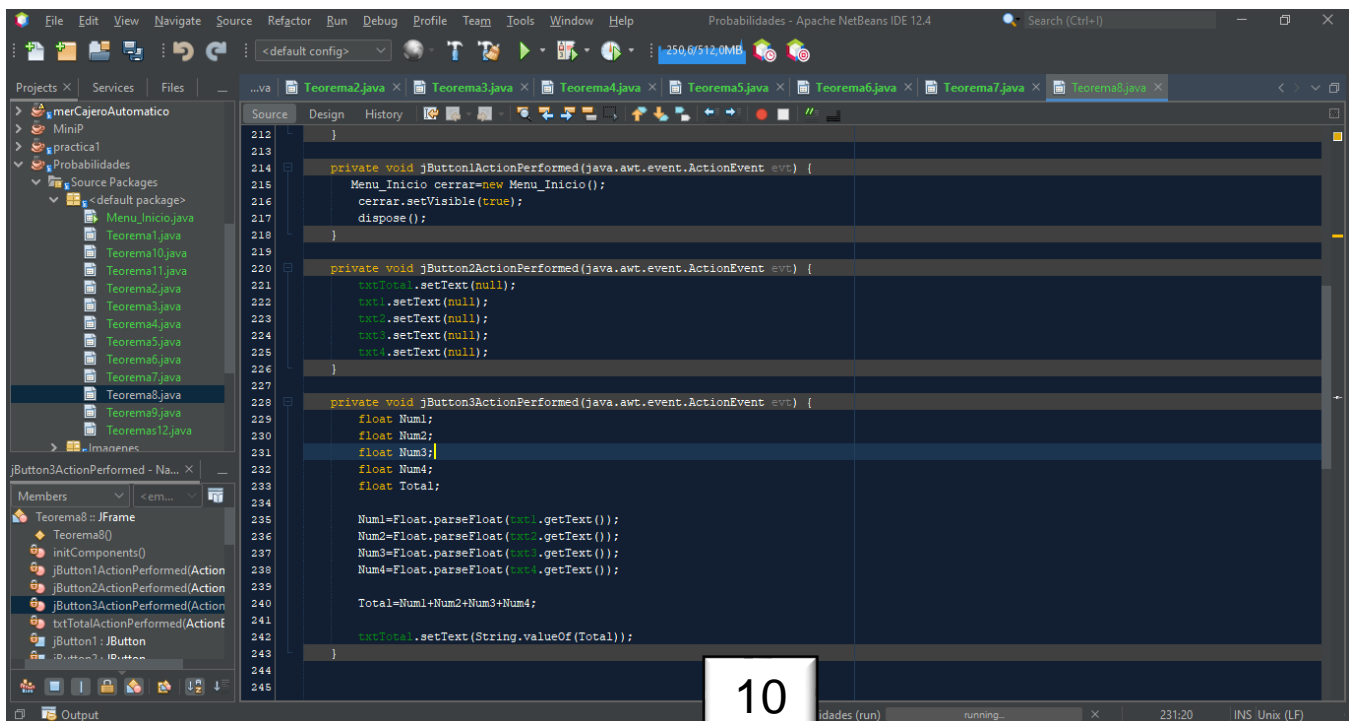 File Edit View Navigate Source Refactor Run Debug Profile Team Tools Window Help Probabilidades - Apache NetBeans IDE 12.4 Search (Ctrl+I)
<default config> 250,6/512,0MB
Projects Services Files
...va Teorema2.java Teorema3.java Teorema4.java Teorema5.java Teorema6.java Teorema7.java Teorema8.java
Source Design History
merCajeroAutomatico
MiniP
practica1
Probabilidades
Source Packages
<default package>
Menu_Inicio.java
Teorema1.java
Teorema10.java
Teorema11.java
Teorema2.java
Teorema3.java
Teorema4.java
Teorema5.java
Teorema6.java
Teorema7.java
Teorema8.java
Teorema9.java
Teoremas12.java
Imagenes
jButton3ActionPerformed - Na...
Members <em...
Teorema8 :: JFrame
Teorema8()
initComponents()
jButton1ActionPerformed(Action
jButton2ActionPerformed(Action
jButton3ActionPerformed(Action
txtTotalActionPerformed(ActionE
jButton1 : JButton
jButton2 : JButton
212 }
213
214 private void jButton1ActionPerformed(java.awt.event.ActionEvent evt) {
215 Menu_Inicio cerrar=new Menu_Inicio();
216 cerrar.setVisible(true);
217 dispose();
218 }
219
220 private void jButton2ActionPerformed(java.awt.event.ActionEvent evt) {
221 txtTotal.setText(null);
222 txt1.setText(null);
223 txt2.setText(null);
224 txt3.setText(null);
225 txt4.setText(null);
226 }
227
228 private void jButton3ActionPerformed(java.awt.event.ActionEvent evt) {
229 float Num1;
230 float Num2;
231 float Num3;
232 float Num4;
233 float Total;
234
235 Num1=Float.parseFloat(txt1.getText());
236 Num2=Float.parseFloat(txt2.getText());
237 Num3=Float.parseFloat(txt3.getText());
238 Num4=Float.parseFloat(txt4.getText());
239
240 Total=Num1+Num2+Num3+Num4;
241
242 txtTotal.setText(String.valueOf(Total));
243 }
244
245
10
Output idades (run) running... 231:20 INS Unix (LF)